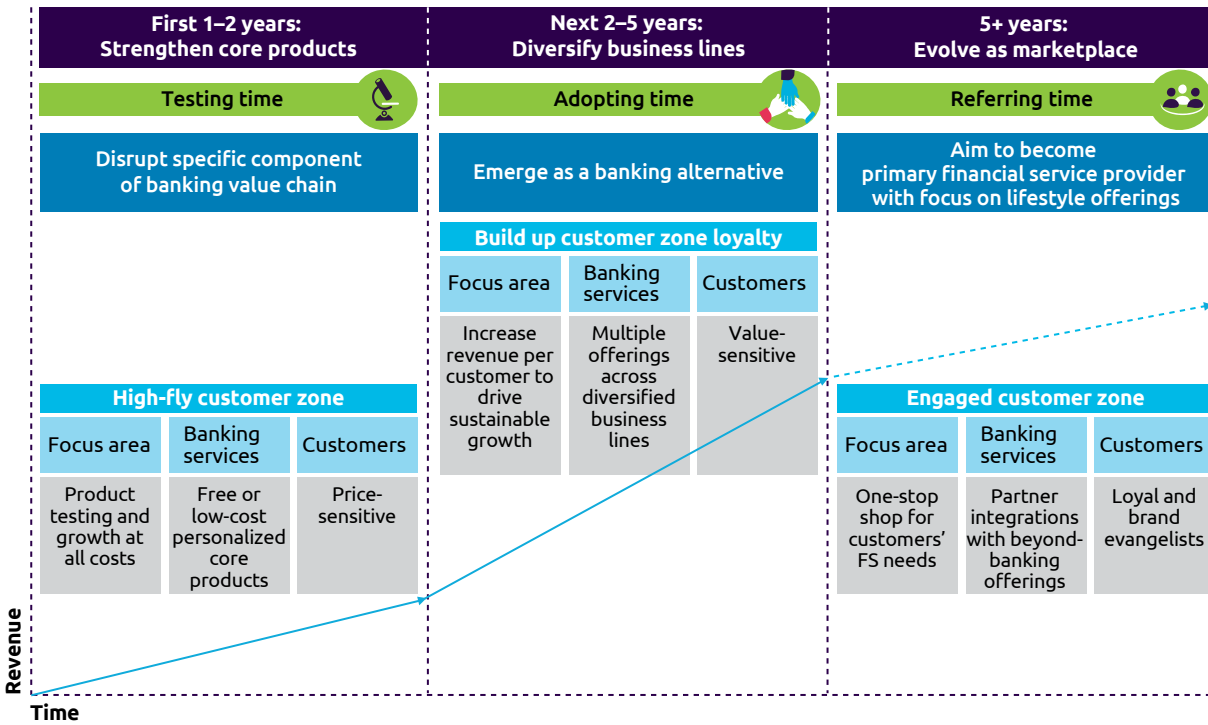 First 1–2 years:
Strengthen core products
Next 2–5 years:
Diversify business lines
5+ years:
Evolve as marketplace
Testing time
Adopting time
Referring time
Disrupt specific component
of banking value chain
Emerge as a banking alternative
Aim to become
primary financial service provider
with focus on lifestyle offerings
High-fly customer zone
Focus area
Banking
services
Customers
Product
testing and
growth at
all costs
Free or
low-cost
personalized
core
products
Price-
sensitive
Build up customer zone loyalty
Focus area
Banking
services
Customers
Increase
revenue per
customer to
drive
sustainable
growth
Multiple
offerings
across
diversified
business
lines
Value-
sensitive
Engaged customer zone
Focus area
Banking
services
Customers
One-stop
shop for
customers’
FS needs
Partner
integrations
with beyond-
banking
offerings
Loyal and
brand
evangelists
Revenue
Time